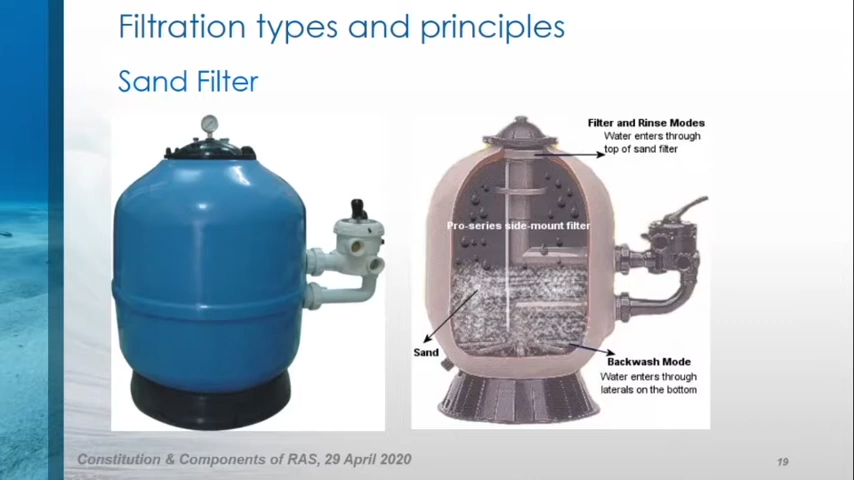 Filtration types and principles
Sand Filter
Filter and Rinse Modes
Water enters through
top of sand filter
Pro-series side-mount filter
Sand
Backwash Mode
Water enters through
laterals on the bottom
Constitution & Components of RAS, 29 April 2020
19